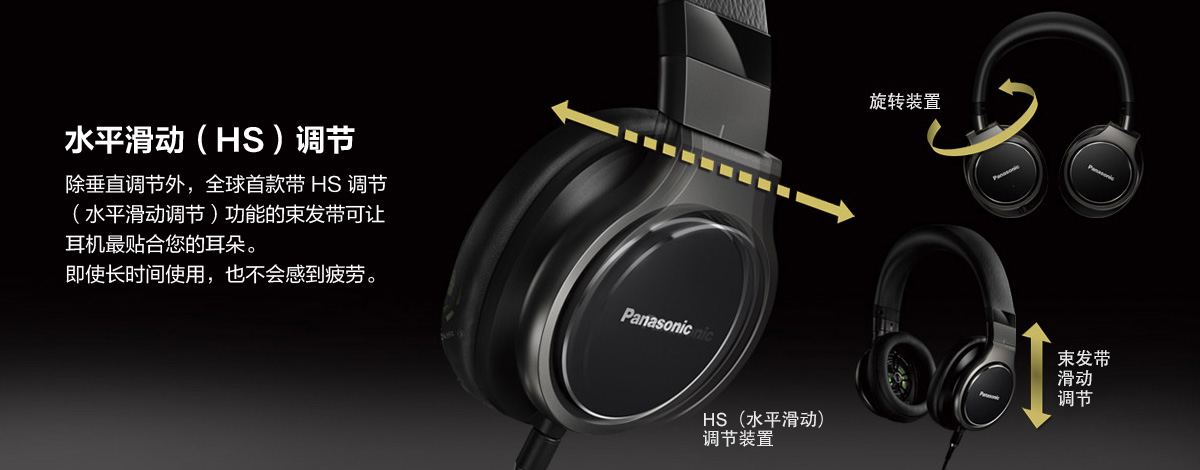 水平滑动（HS）调节
除垂直调节外，全球首款带 HS 调节
（水平滑动调节）功能的束发带可让
耳机最贴合您的耳朵。
即使长时间使用，也不会感到疲劳。
旋转装置
Panasonic
Panasonic
Panasonic
nic
Panasonic
束发带
滑动
调节
HS（水平滑动）
调节装置